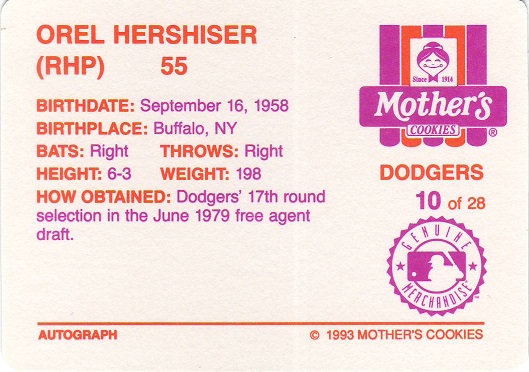 OREL HERSHISER
(RHP) 55
BIRTHDATE: September 16, 1958
BIRTHPLACE: Buffalo, NY
BATS: Right THROWS: Right
HEIGHT: 6-3 WEIGHT: 198
HOW OBTAINED: Dodgers' 17th round
selection in the June 1979 free agent
draft.
Since 1914
Mother's
COOKIES ®
DODGERS
10 of 28
GENUINE
MERCHANDISE ™
AUTOGRAPH
© 1993 MOTHER'S COOKIES